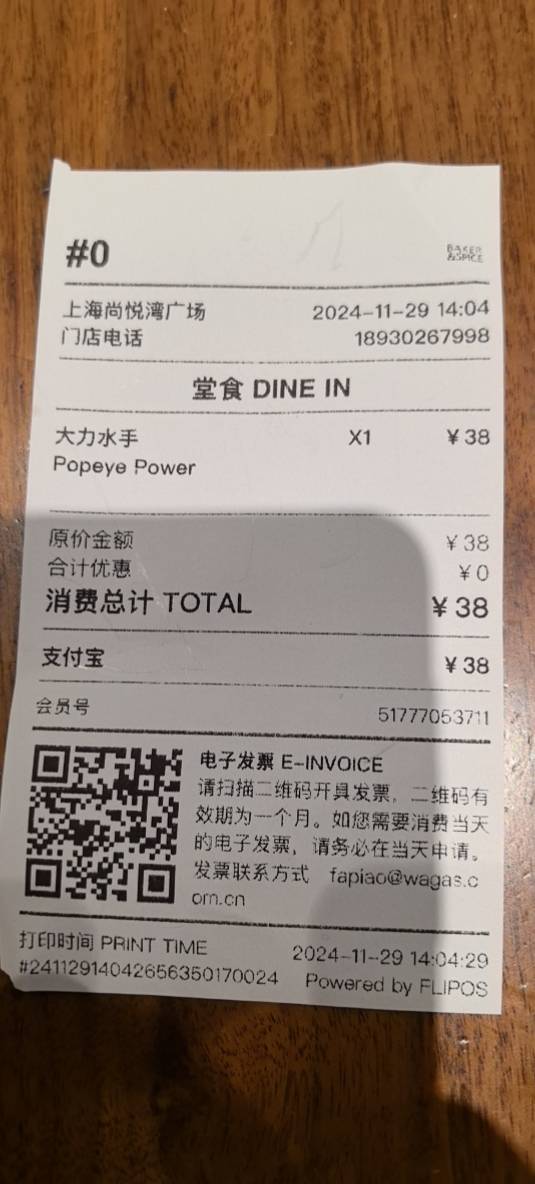 #0
BAKER
&SPICE
上海尚悦湾广场 2024-11-29 14:04
门店电话 18930267998
堂食 DINE IN
大力水手 X1 ¥38
Popeye Power
原价金额 ¥38
合计优惠 ¥0
消费总计 TOTAL ¥38
支付宝 ¥38
会员号 51777053711
电子发票 E-INVOICE
请扫描二维码开具发票，二维码有
效期为一个月。如您需要消费当天
的电子发票，请务必在当天申请。
发票联系方式 fapiao@wagas.c
om.cn
打印时间 PRINT TIME 2024-11-29 14:04:29
#241129140426563501​70024 Powered by FLIPOS